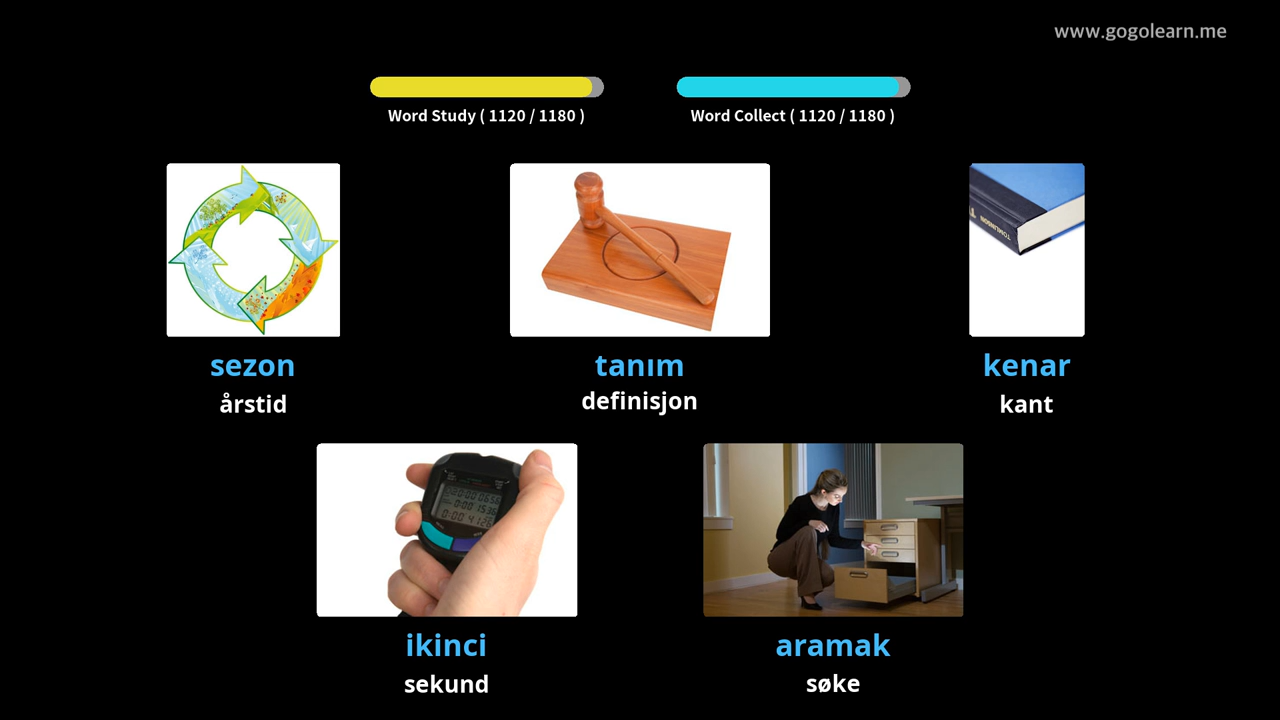 www.gogolearn.me
Word Study ( 1120 / 1180 )
Word Collect ( 1120 / 1180 )
TOMLINSON
sezon
tanım
kenar
årstid
definisjon
kant
ikinci
aramak
sekund
søke